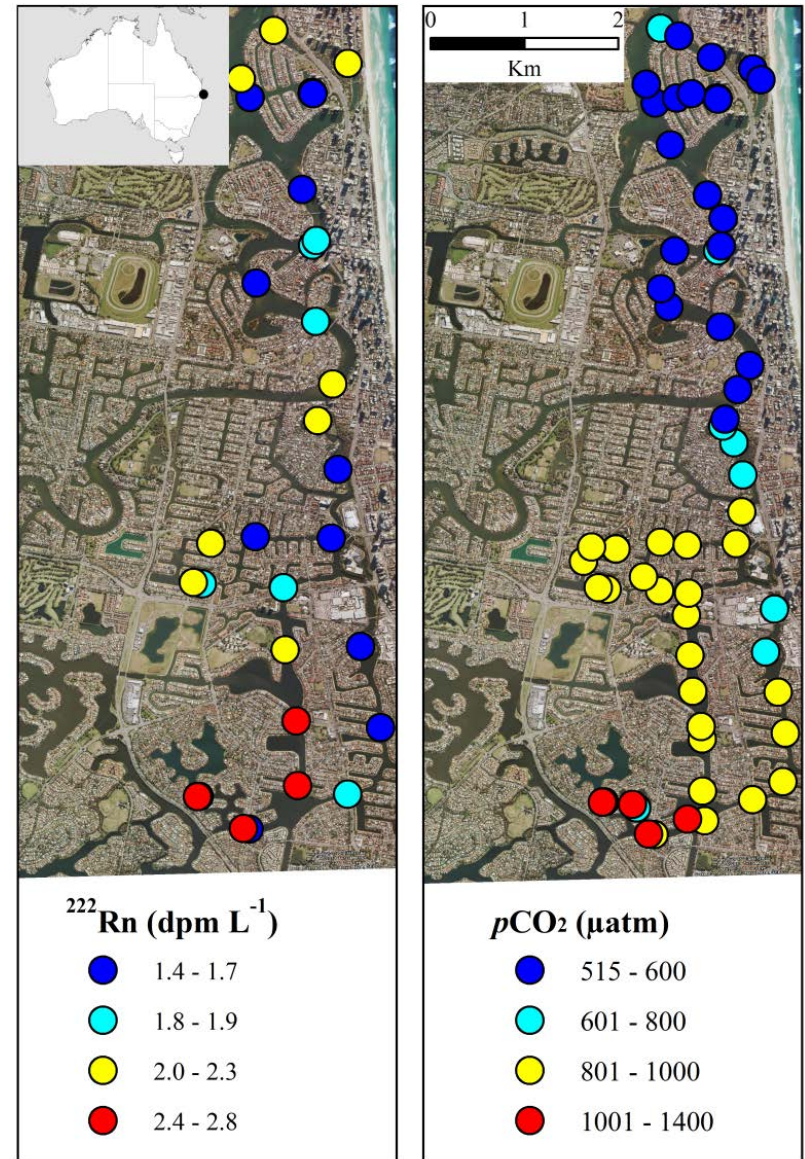 0 1 2
Km
²²²Rn (dpm L⁻¹)
1.4 - 1.7
1.8 - 1.9
2.0 - 2.3
2.4 - 2.8
pCO₂ (µatm)
515 - 600
601 - 800
801 - 1000
1001 - 1400